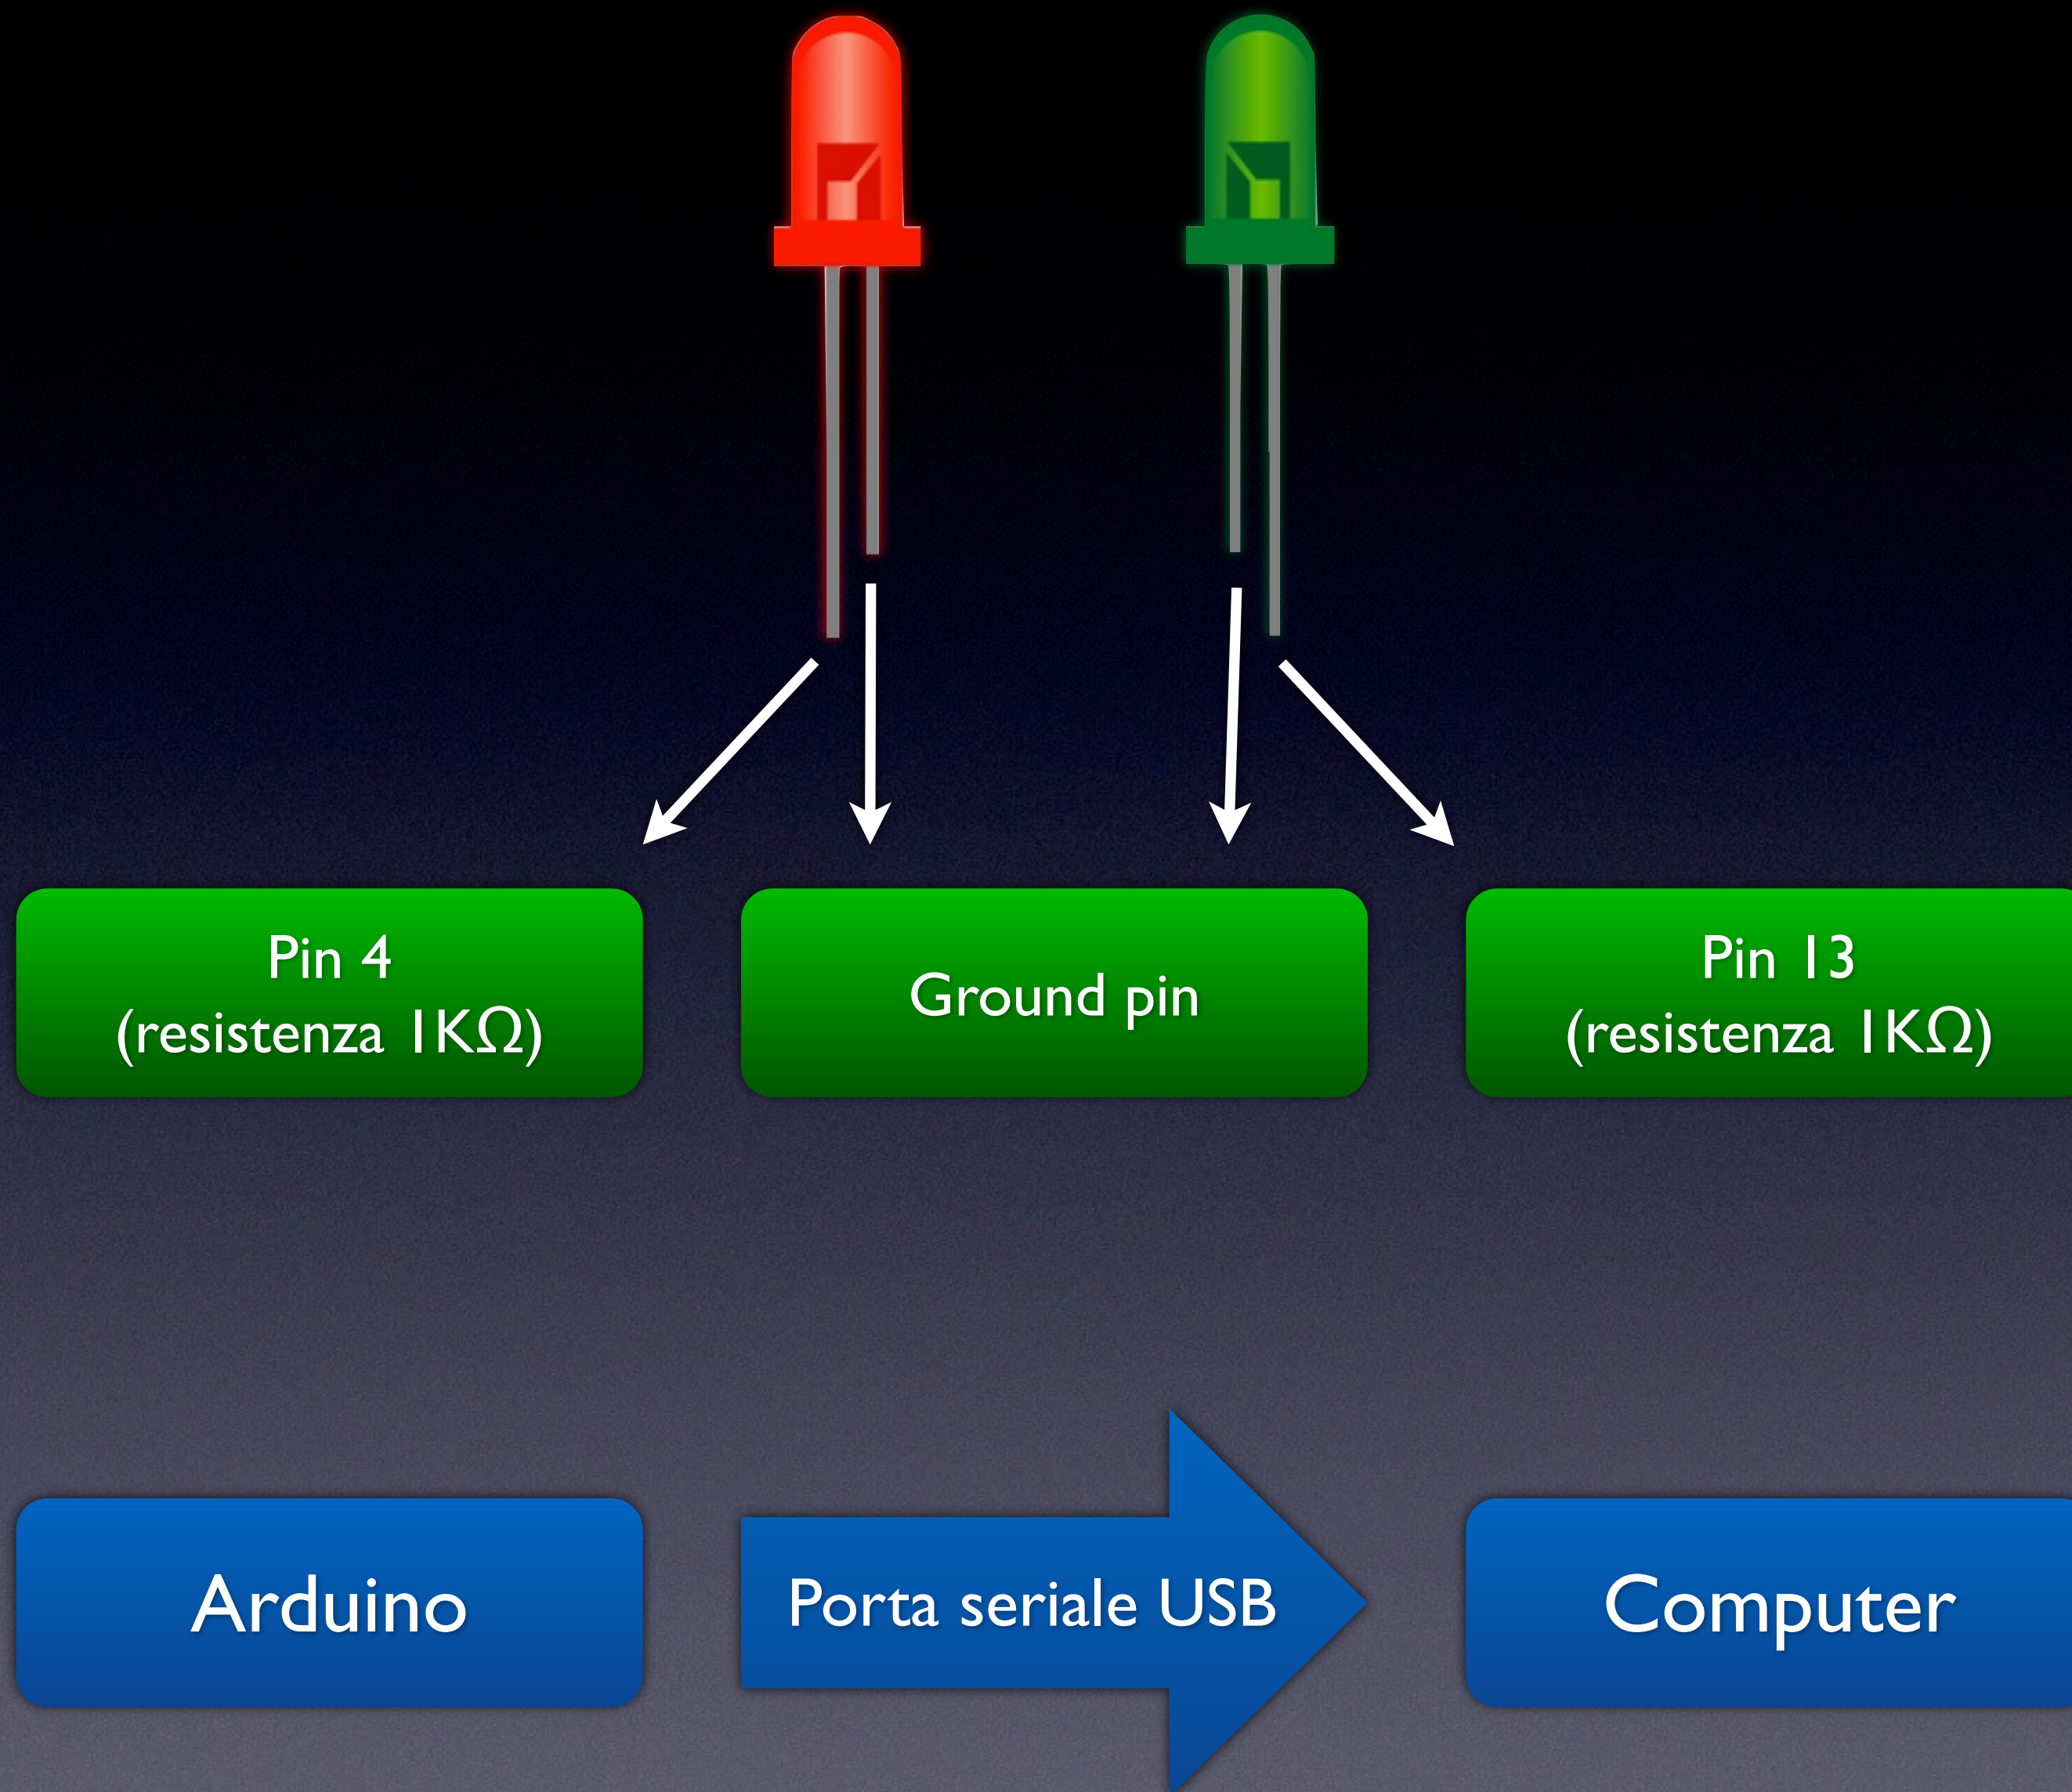 Pin 4
(resistenza 1KΩ)
Ground pin
Pin 13
(resistenza 1KΩ)
Arduino
Porta seriale USB
Computer